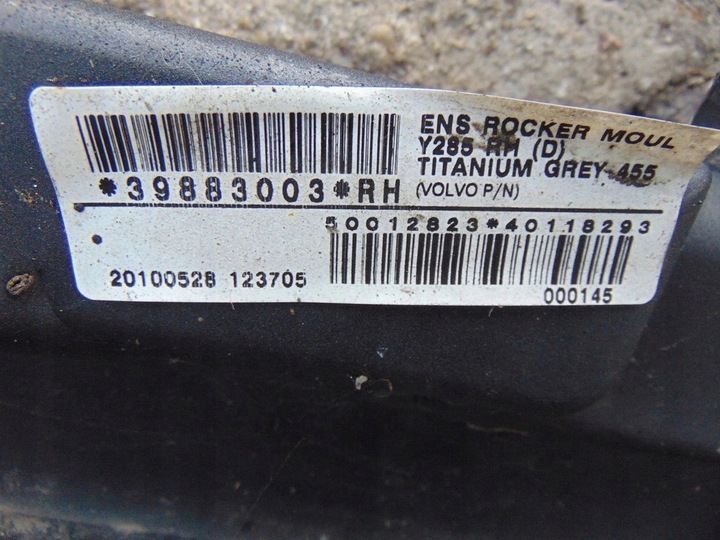 ENS ROCKER MOUL
Y285 RH (D)
TITANIUM GREY 455
*39883003*RH (VOLVO P/N)
50012823*40118293
20100528 123705
000145